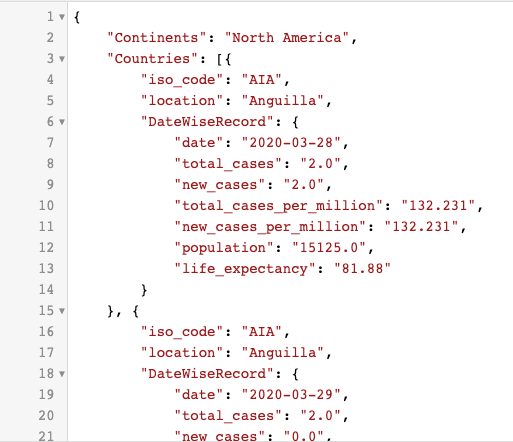 1 {
2 "Continents": "North America",
3 "Countries": [{
4 "iso_code": "AIA",
5 "location": "Anguilla",
6 "DateWiseRecord": {
7 "date": "2020-03-28",
8 "total_cases": "2.0",
9 "new_cases": "2.0",
10 "total_cases_per_million": "132.231",
11 "new_cases_per_million": "132.231",
12 "population": "15125.0",
13 "life_expectancy": "81.88"
14 }
15 }, {
16 "iso_code": "AIA",
17 "location": "Anguilla",
18 "DateWiseRecord": {
19 "date": "2020-03-29",
20 "total_cases": "2.0",
21 "new_cases": "0.0",